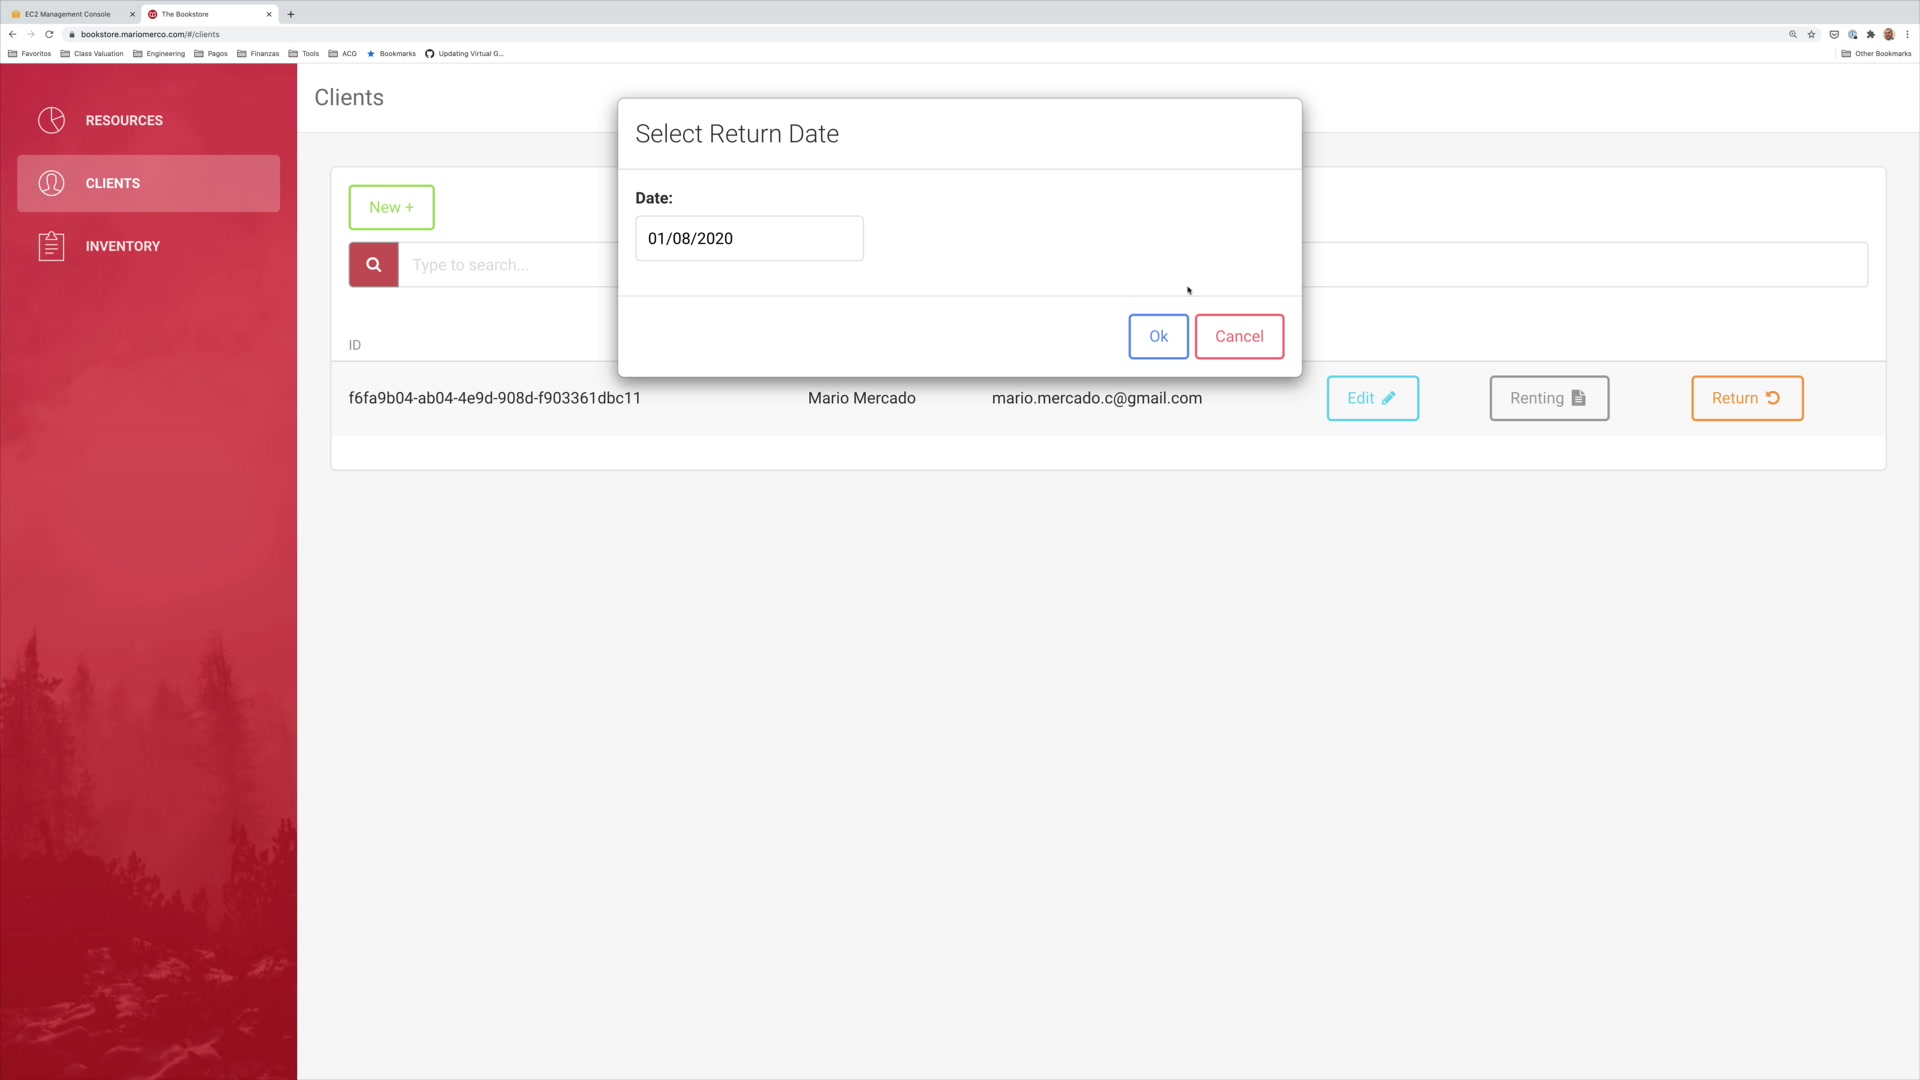 EC2 Management Console
The Bookstore
bookstore.mariomerco.com/#/clients
Favoritos Class Valuation Engineering Pagos Finanzas Tools ACG Bookmarks Updating Virtual G... Other Bookmarks
RESOURCES
CLIENTS
INVENTORY
Clients
New +
Type to search...
ID
Select Return Date
Date:
01/08/2020
Ok Cancel
f6fa9b04-ab04-4e9d-908d-f903361dbc11 Mario Mercado mario.mercado.c@gmail.com Edit Renting Return